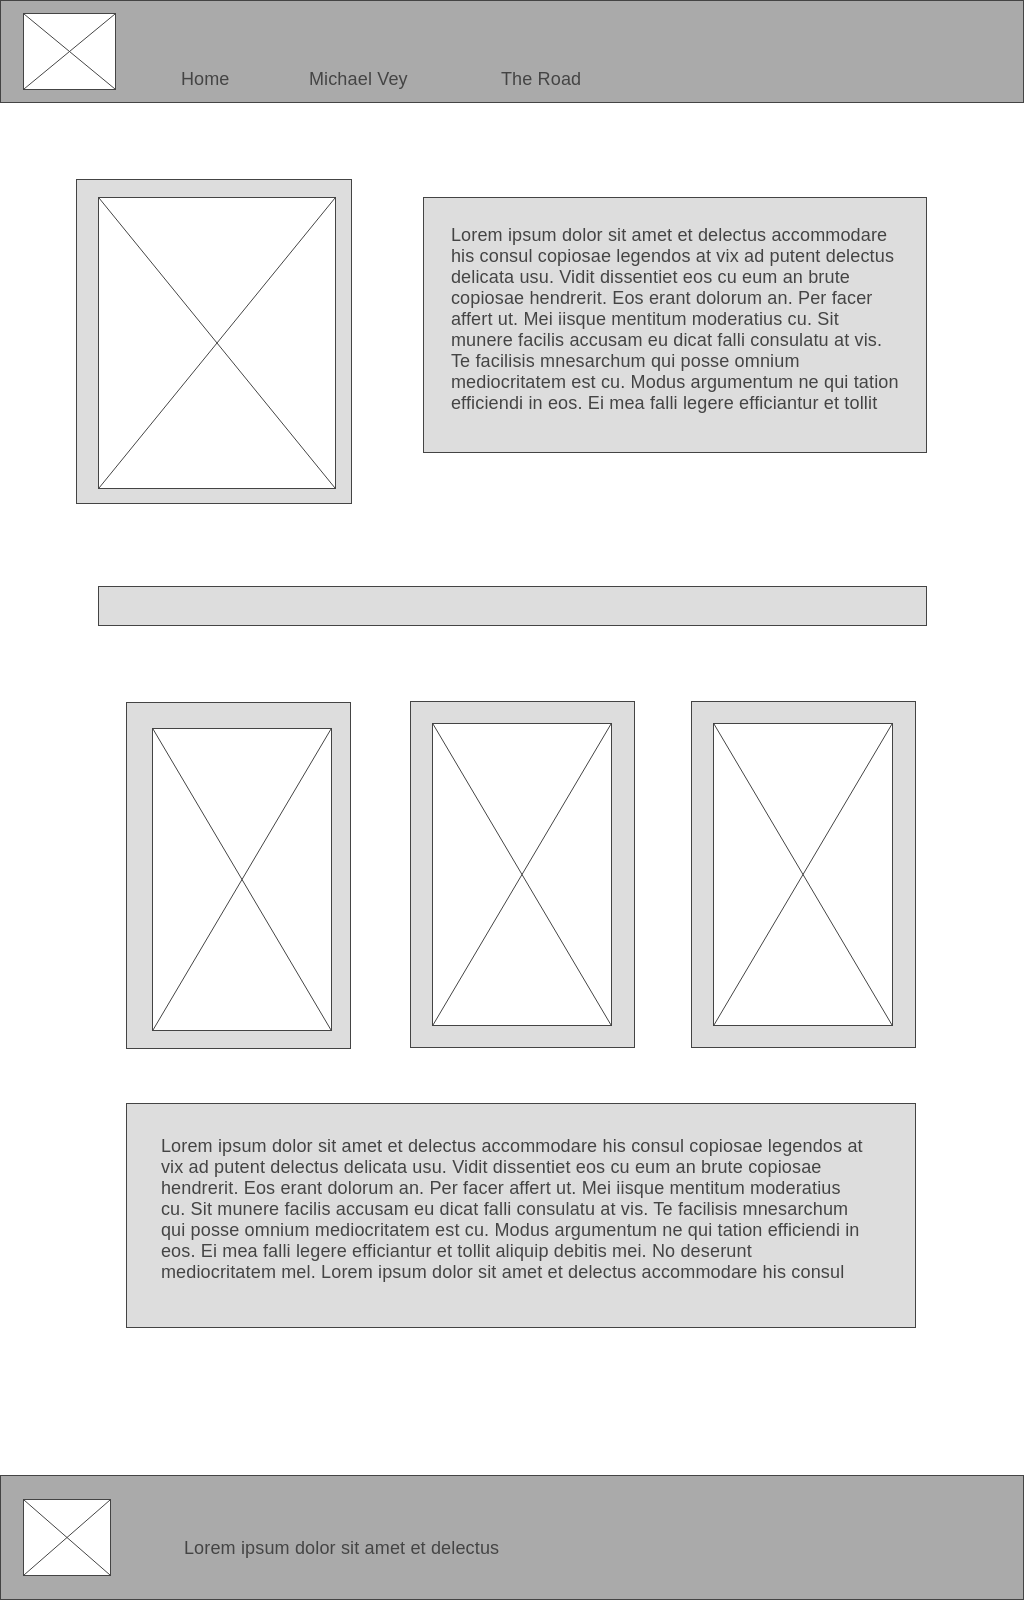 Home
Michael Vey
The Road
Lorem ipsum dolor sit amet et delectus accommodare
his consul copiosae legendos at vix ad putent delectus
delicata usu. Vidit dissentiet eos cu eum an brute
copiosae hendrerit. Eos erant dolorum an. Per facer
affert ut. Mei iisque mentitum moderatius cu. Sit
munere facilis accusam eu dicat falli consulatu at vis.
Te facilisis mnesarchum qui posse omnium
mediocritatem est cu. Modus argumentum ne qui tation
efficiendi in eos. Ei mea falli legere efficiantur et tollit
Lorem ipsum dolor sit amet et delectus accommodare his consul copiosae legendos at
vix ad putent delectus delicata usu. Vidit dissentiet eos cu eum an brute copiosae
hendrerit. Eos erant dolorum an. Per facer affert ut. Mei iisque mentitum moderatius
cu. Sit munere facilis accusam eu dicat falli consulatu at vis. Te facilisis mnesarchum
qui posse omnium mediocritatem est cu. Modus argumentum ne qui tation efficiendi in
eos. Ei mea falli legere efficiantur et tollit aliquip debitis mei. No deserunt
mediocritatem mel. Lorem ipsum dolor sit amet et delectus accommodare his consul
Lorem ipsum dolor sit amet et delectus